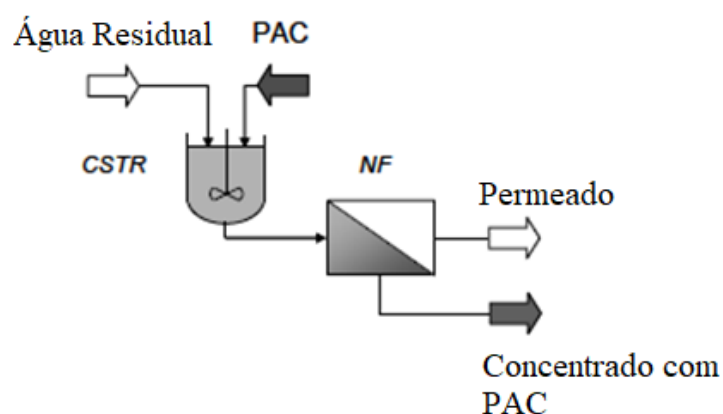 Água Residual
PAC
CSTR
NF
Permeado
Concentrado com
PAC